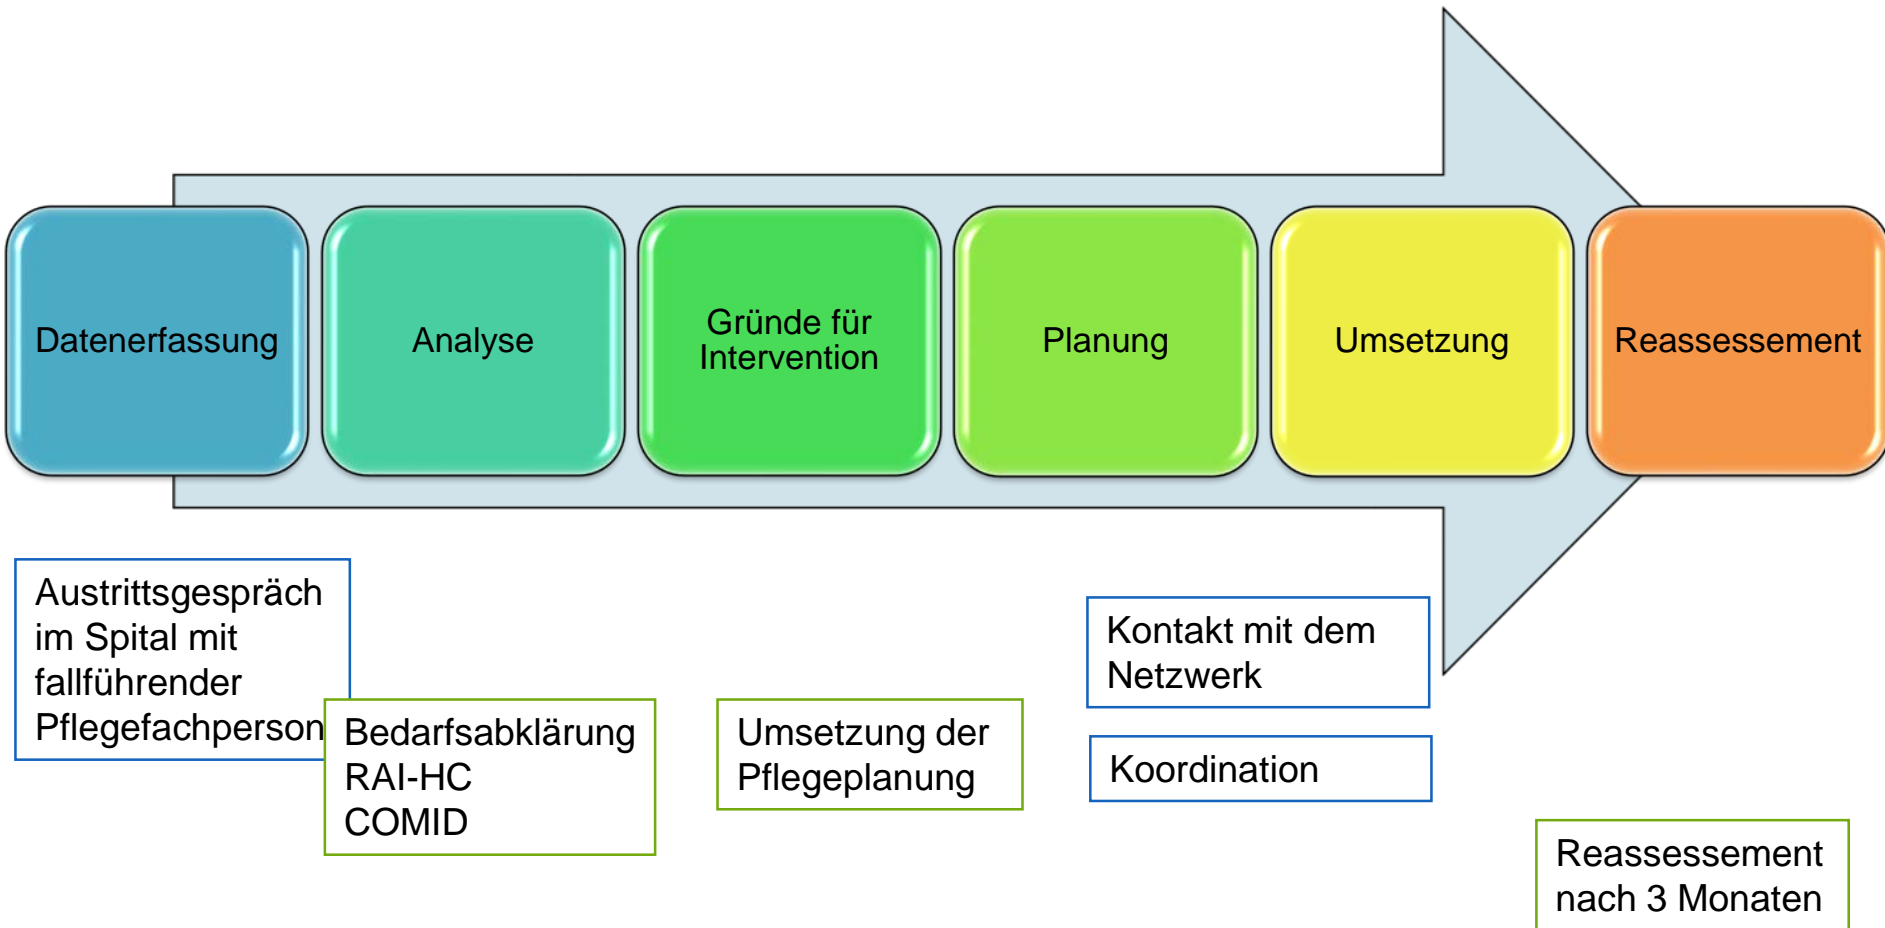 Datenerfassung
Analyse
Gründe für
Intervention
Planung
Umsetzung
Reassessement
Austrittsgespräch
im Spital mit
fallführender
Pflegefachperson
Bedarfsabklärung
RAI-HC
COMID
Umsetzung der
Pflegeplanung
Kontakt mit dem
Netzwerk
Koordination
Reassessement
nach 3 Monaten